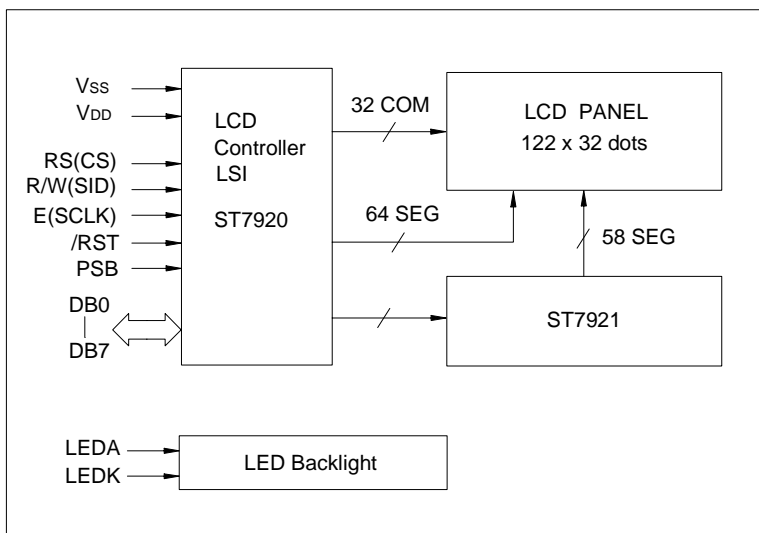 VSS
VDD
RS(CS)
R/W(SID)
E(SCLK)
/RST
PSB
DB0
DB7
LCD
Controller
LSI
ST7920
32 COM
64 SEG
LCD PANEL
122 x 32 dots
58 SEG
ST7921
LEDA
LEDK
LED Backlight